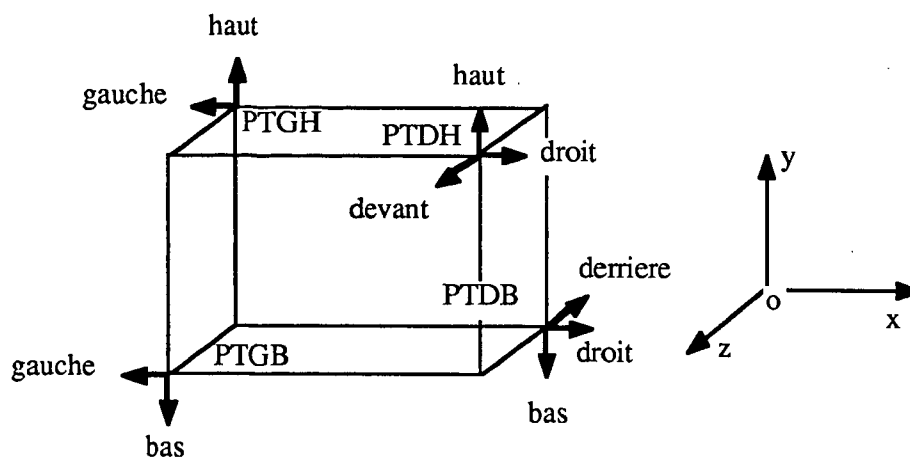 haut
haut
gauche
PTGH
PTDH
droit
devant
y
derriere
PTDB
o
x
droit
z
PTGB
gauche
bas
bas